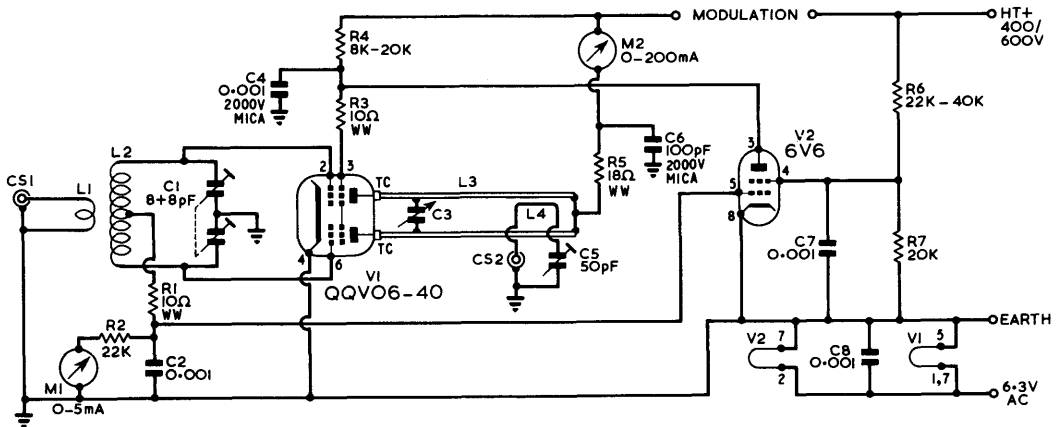 MODULATION
HT+
400/
600V
R4
8K-20K
M2
0-200mA
C4
0.001
2000V
MICA
R3
10Ω
WW
R6
22K-40K
V2
6V6
L2
C1
8+8pF
CS1
L1
2
3
TC
L3
C3
TC
4
6
V1
QQVO6-40
L4
CS2
C5
50pF
R5
18Ω
WW
C6
100pF
2000V
MICA
3
5
4
8
C7
0.001
R7
20K
R1
10Ω
WW
R2
22K
C2
0.001
M1
0-5mA
EARTH
V2
7
2
C8
0.001
V1
5
1,7
6.3V
AC